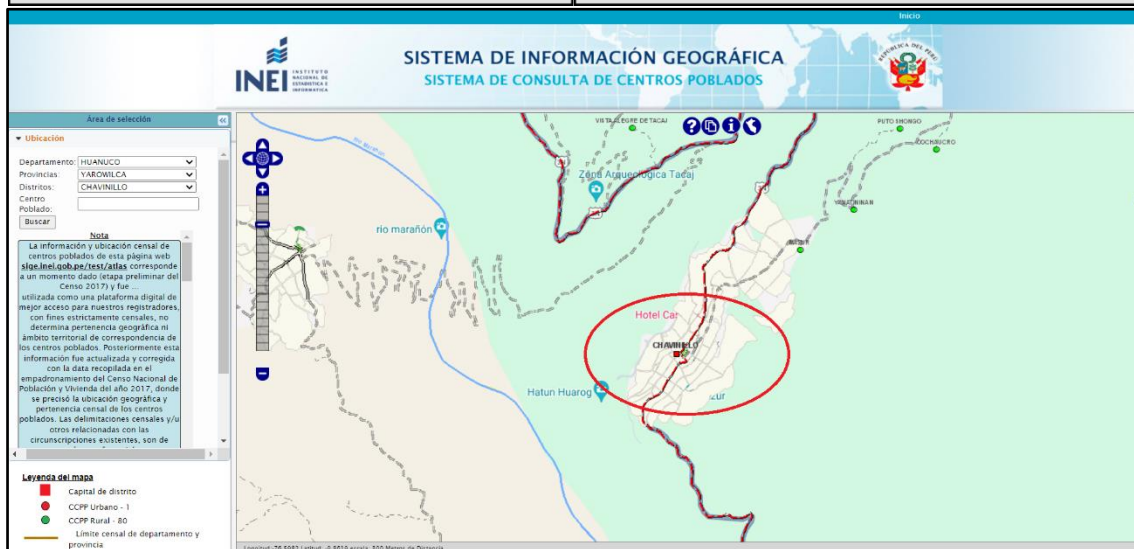 Inicio
INEI
INSTITUTO
NACIONAL DE
ESTADÍSTICA E
INFORMÁTICA
SISTEMA DE INFORMACIÓN GEOGRÁFICA
SISTEMA DE CONSULTA DE CENTROS POBLADOS
REPUBLICA DEL PERU
Área de selección
Ubicación
Departamento: HUANUCO
Provincias: YAROWILCA
Distritos: CHAVINILLO
Centro
Poblado:
Buscar
Nota
La información y ubicación censal de
centros poblados de esta página web
sige.inei.gob.pe/test/atlas corresponde
a un momento dado (etapa preliminar del
Censo 2017) y fue ...
utilizada como una plataforma digital de
mejor acceso para nuestros registradores,
con fines estrictamente censales, no
determina pertenencia geográfica ni
ámbito territorial de correspondencia de
los centros poblados. Posteriormente esta
información fue actualizada y corregida
con la data recopilada en el
empadronamiento del Censo Nacional de
Población y Vivienda del año 2017, donde
se precisó la ubicación geográfica y
pertenencia censal de los centros
poblados. Las delimitaciones censales y/u
otros relacionadas con las
circunscripciones existentes, son de
Leyenda del mapa
Capital de distrito
CCPP Urbano - 1
CCPP Rural - 80
Límite censal de departamento y
provincia
VISTA ALEGRE DE TACAJ
PUTO SHONGO
Zona Arqueológica Tacaj
río marañón
Hotel Car
CHAVINILLO
Hatun Huarog
zur